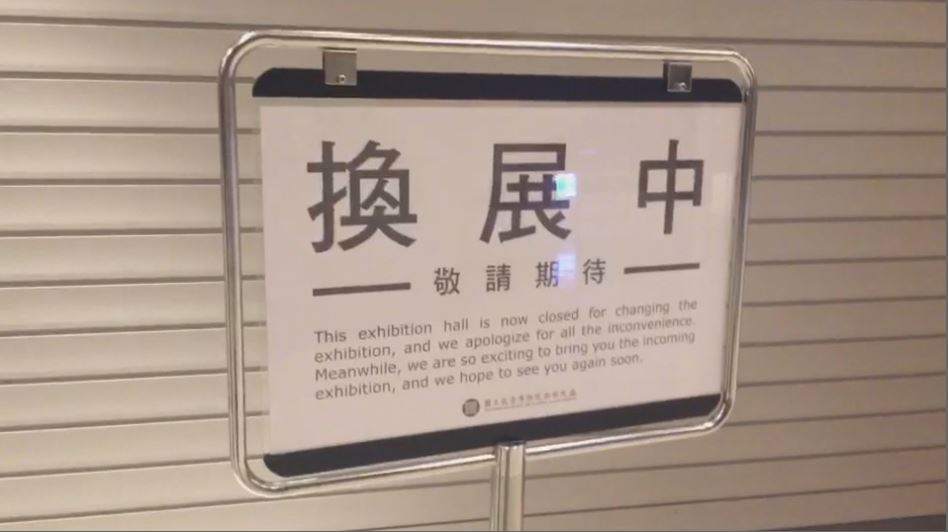 換展中
敬請期待
This exhibition hall is now closed for changing the
exhibition, and we apologize for all the inconvenience.
Meanwhile, we are so exciting to bring you the incoming
exhibition, and we hope to see you again soon.